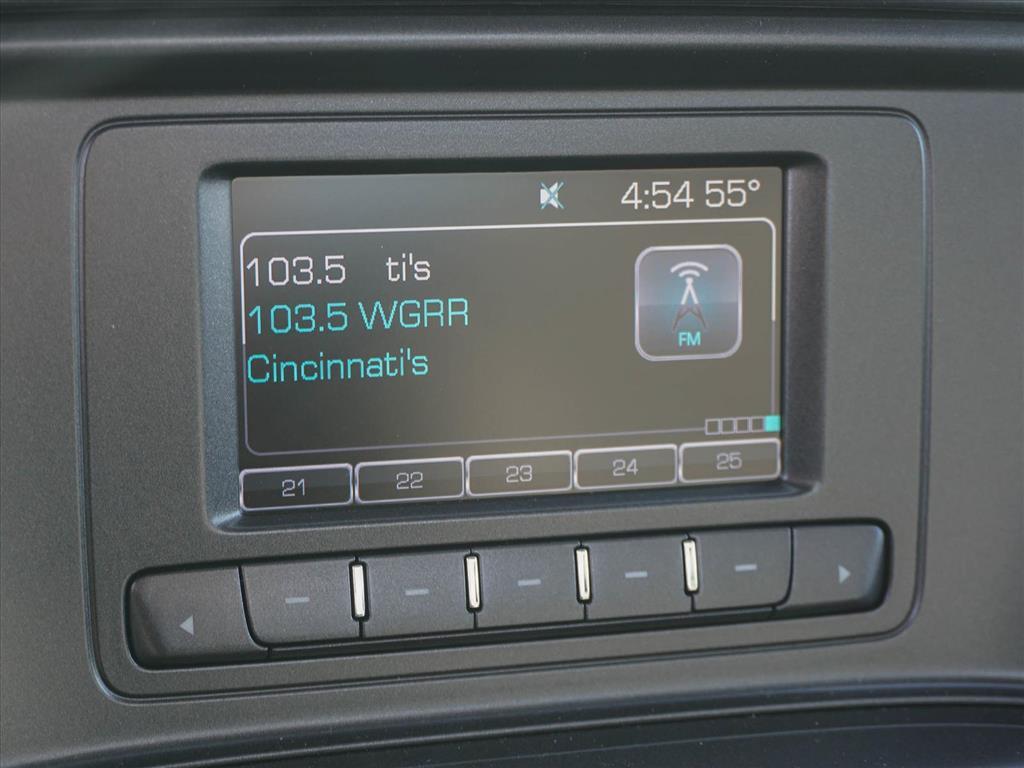 4:54 55°
103.5 ti's
103.5 WGRR
Cincinnati's
FM
21 22 23 24 25